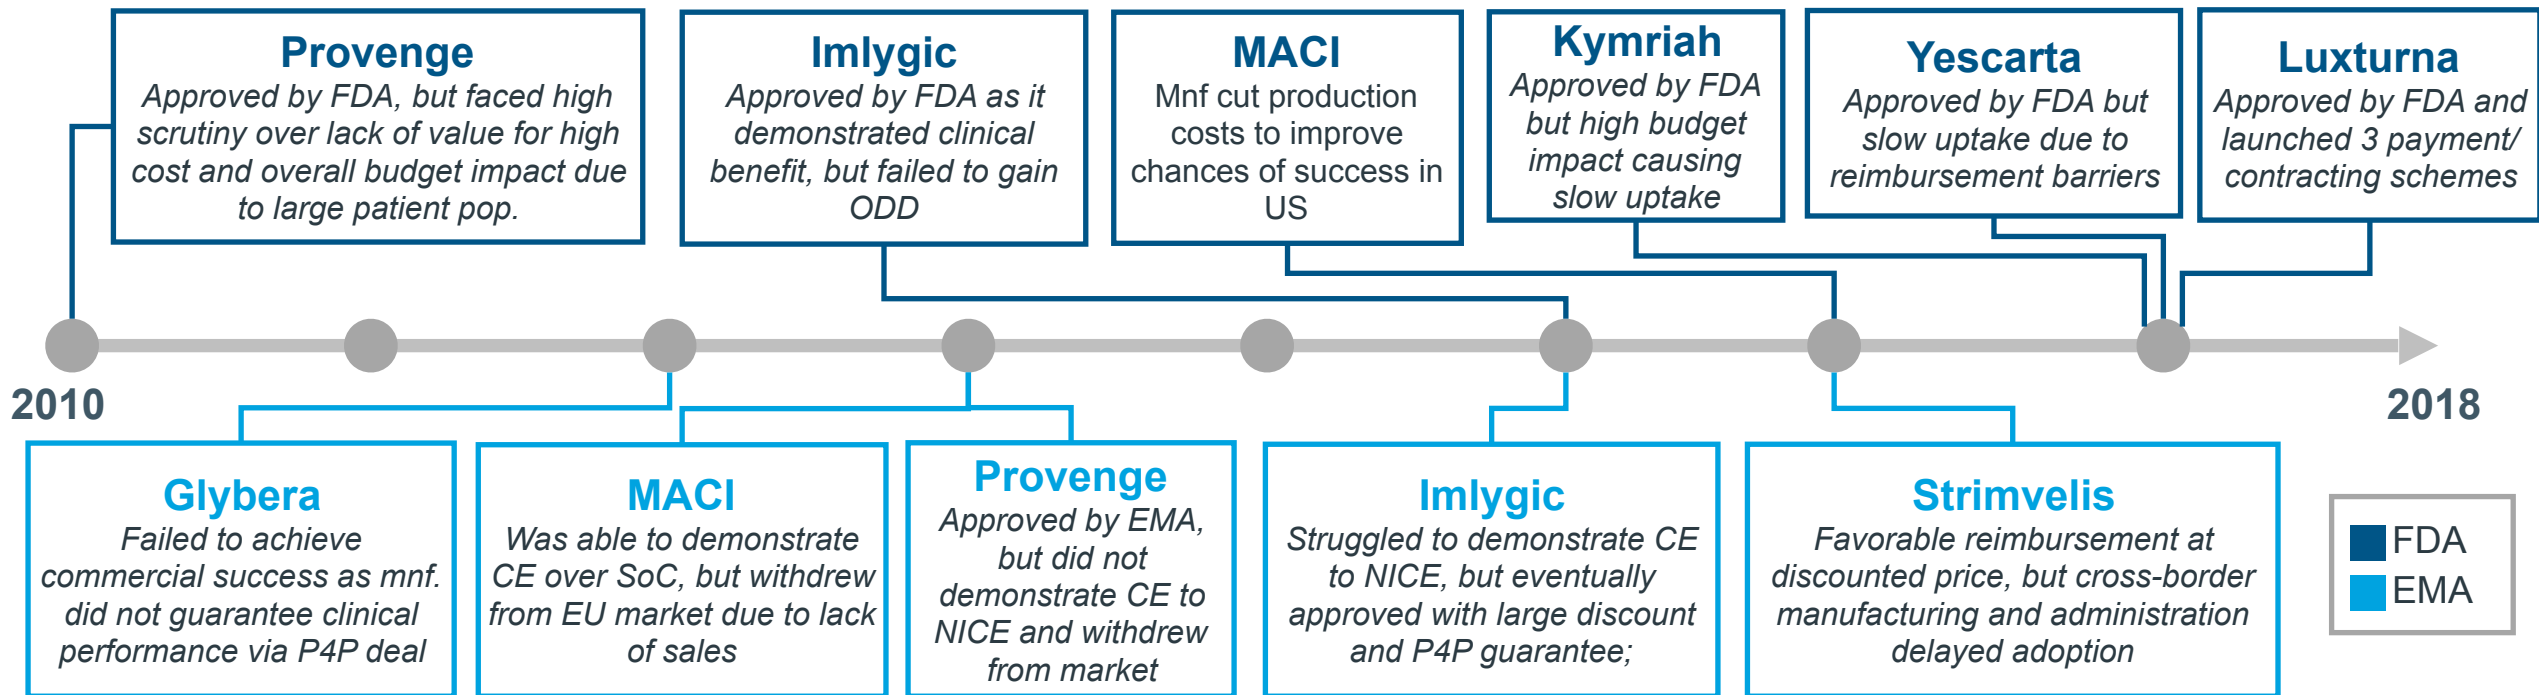 Provenge
Approved by FDA, but faced high
scrutiny over lack of value for high
cost and overall budget impact due
to large patient pop.
Imlygic
Approved by FDA as it
demonstrated clinical
benefit, but failed to gain
ODD
MACI
Mnf cut production
costs to improve
chances of success in
US
Kymriah
Approved by FDA
but high budget
impact causing
slow uptake
Yescarta
Approved by FDA but
slow uptake due to
reimbursement barriers
Luxturna
Approved by FDA and
launched 3 payment/
contracting schemes
2010
2018
Glybera
Failed to achieve
commercial success as mnf.
did not guarantee clinical
performance via P4P deal
MACI
Was able to demonstrate
CE over SoC, but withdrew
from EU market due to lack
of sales
Provenge
Approved by EMA,
but did not
demonstrate CE to
NICE and withdrew
from market
Imlygic
Struggled to demonstrate CE
to NICE, but eventually
approved with large discount
and P4P guarantee;
Strimvelis
Favorable reimbursement at
discounted price, but cross-border
manufacturing and administration
delayed adoption
FDA
EMA